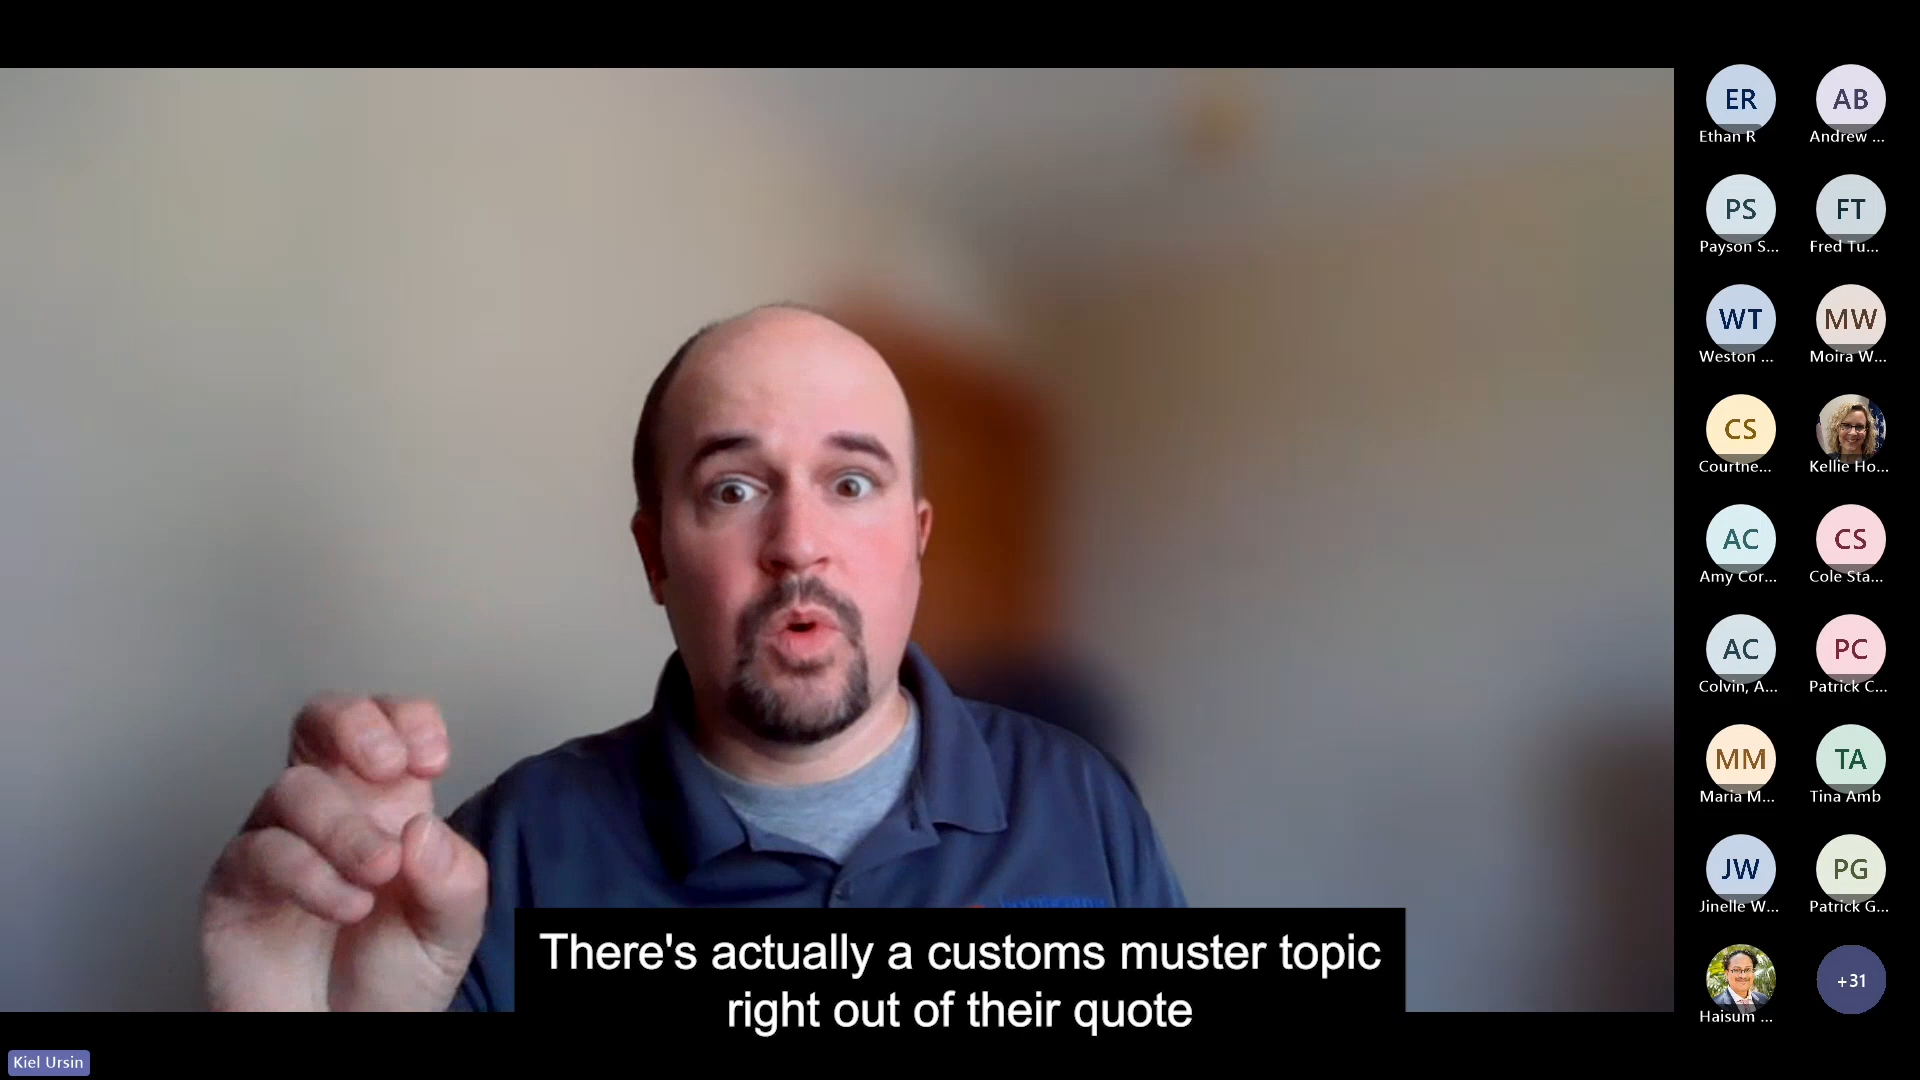 ER
AB
Ethan R
Andrew ...
PS
FT
Payson S...
Fred Tu...
WT
MW
Weston ...
Moira W...
CS
Courtne...
Kellie Ho...
AC
CS
Amy Cor...
Cole Sta...
AC
PC
Colvin, A...
Patrick C...
MM
TA
Maria M...
Tina Amb
JW
PG
Jinelle W...
Patrick G...
+31
Haisum ...
There's actually a customs muster topic
right out of their quote
Kiel Ursin